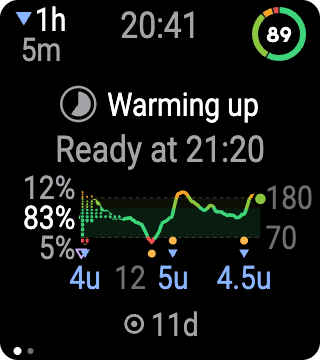 1h 20:41 89
5m
Warming up
Ready at 21:20
12% 180
83%
5% 70
4u 12 5u 4.5u
11d